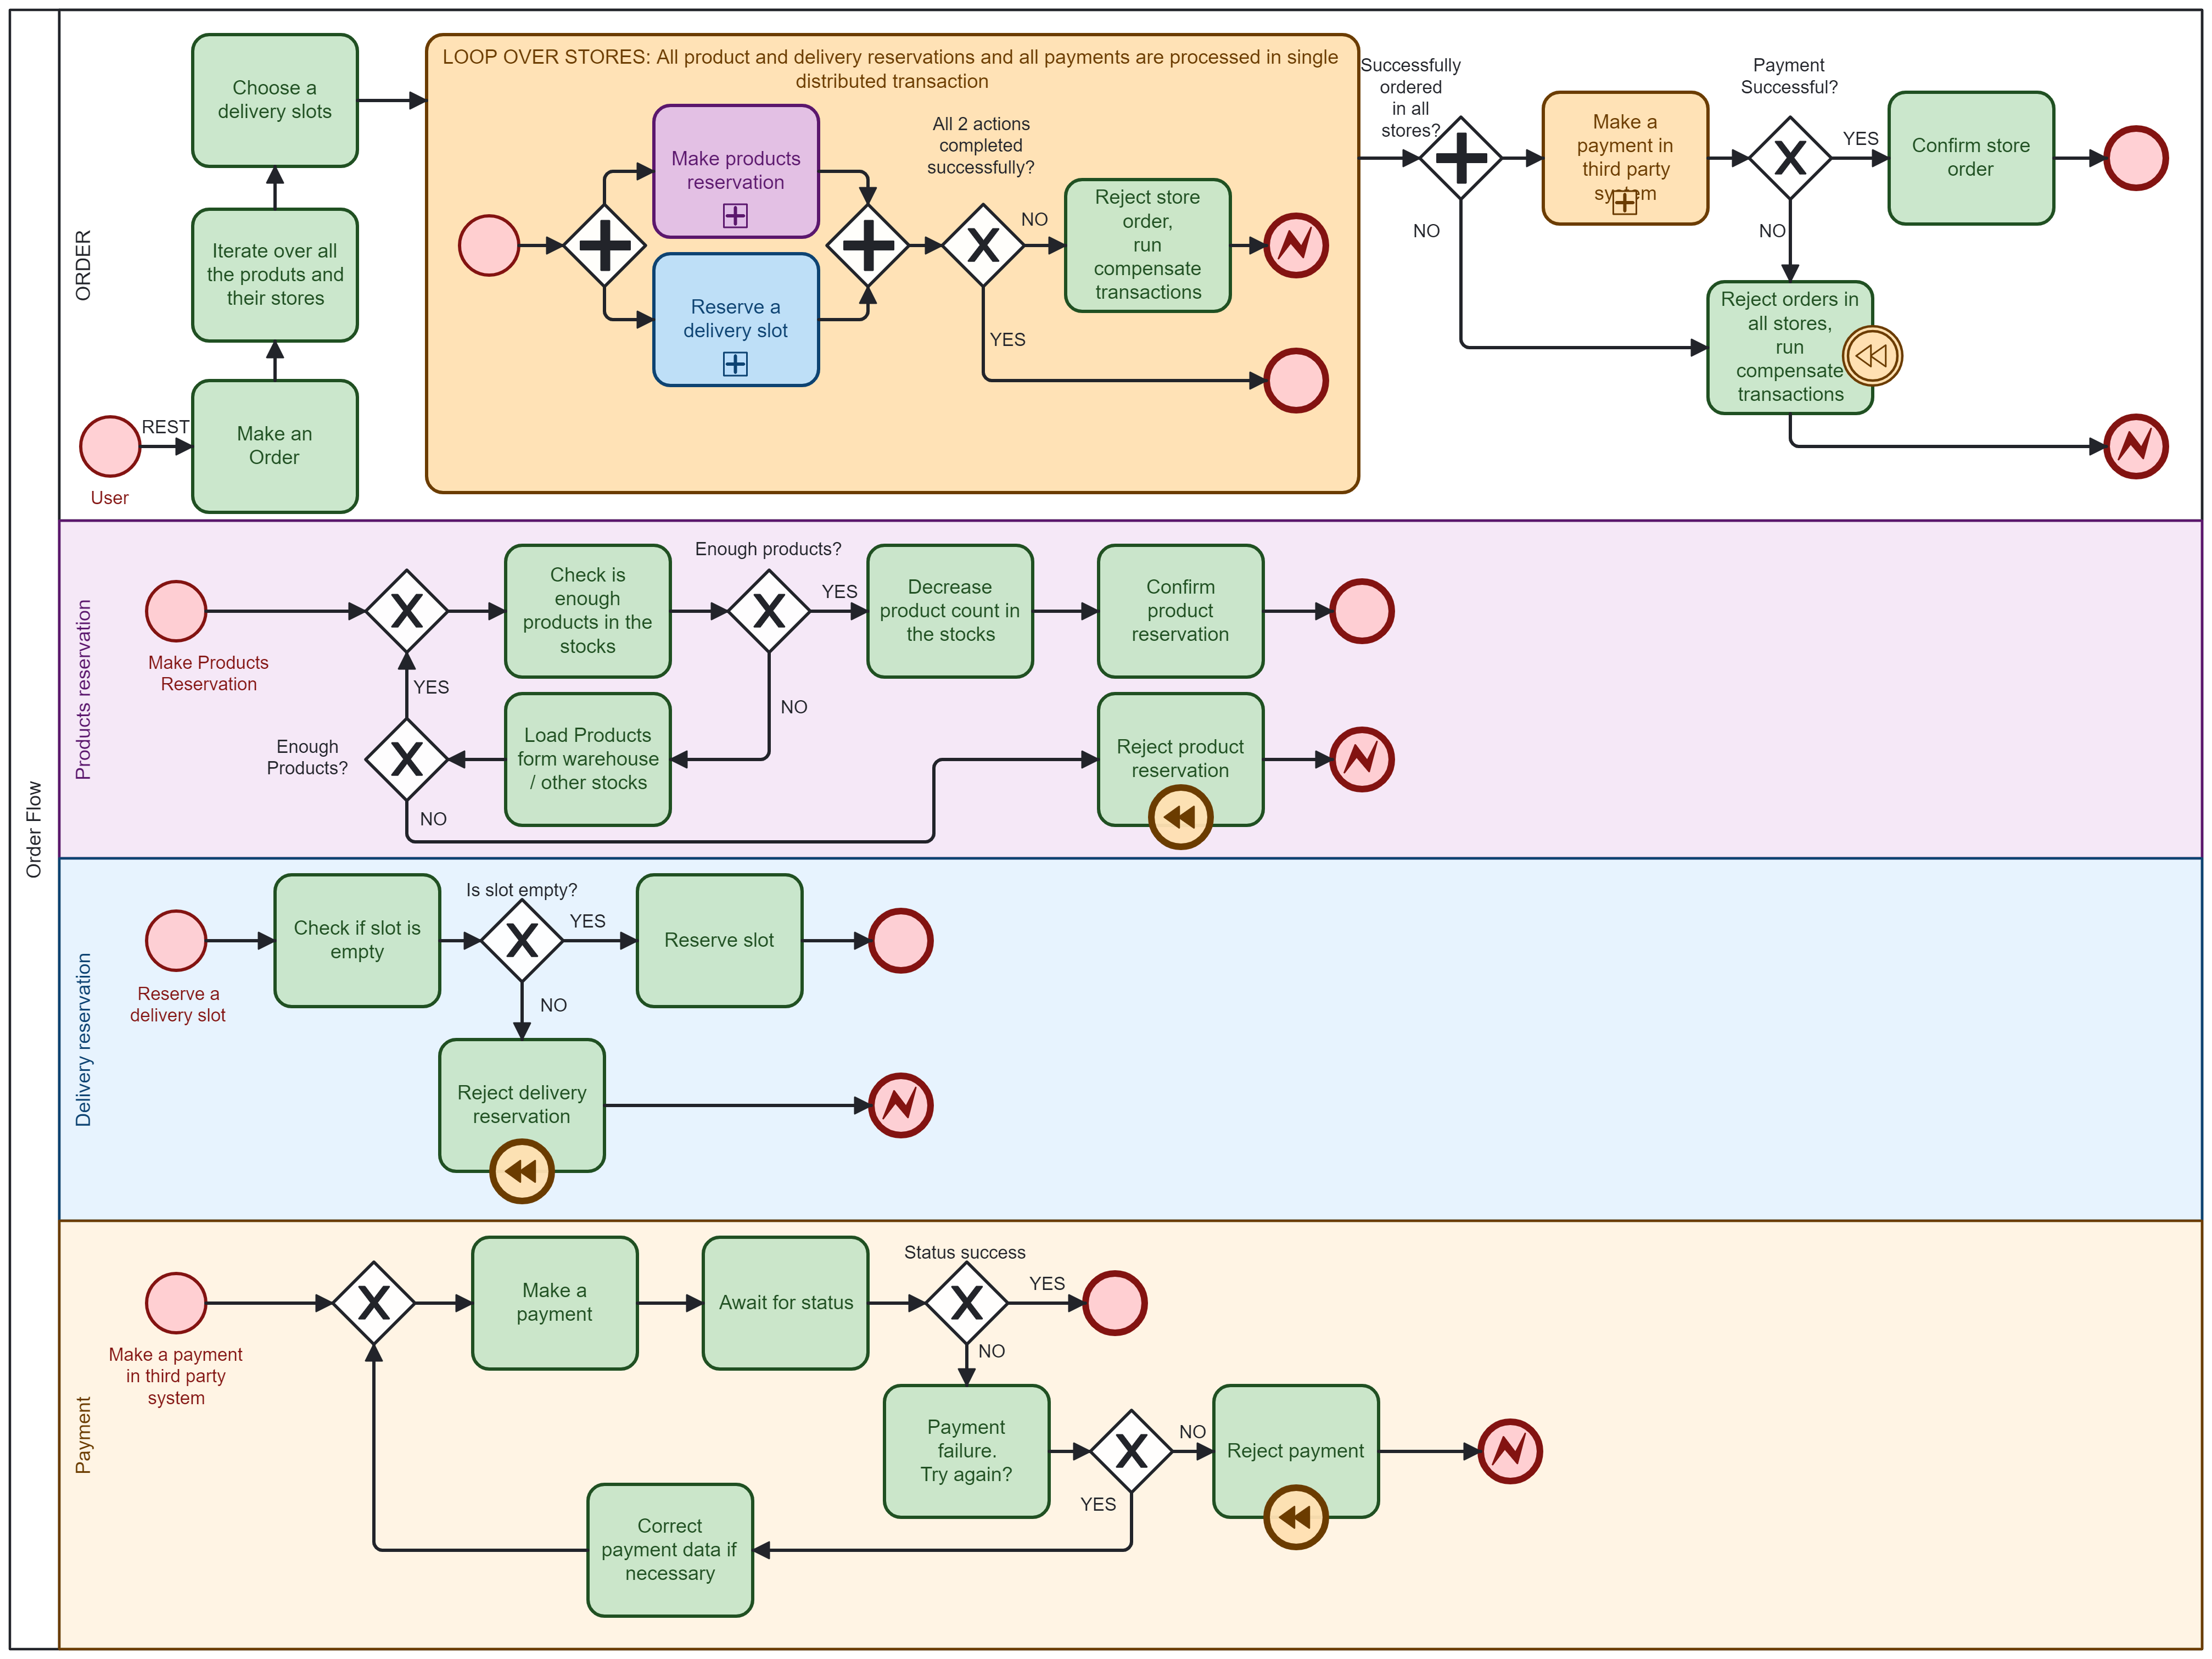 Order Flow
ORDER
User
REST
Make an
Order
Iterate over all
the produts and
their stores
Choose a
delivery slots
LOOP OVER STORES: All product and delivery reservations and all payments are processed in single
distributed transaction
Make products
reservation
Reserve a
delivery slot
All 2 actions
completed
successfully?
NO
YES
Reject store
order,
run
compensate
transactions
Successfully
ordered
in all
stores?
NO
Make a
payment in
third party
system
Payment
Successful?
YES
NO
Confirm store
order
Reject orders in
all stores,
run
compensate
transactions
Products reservation
Make Products
Reservation
Check is
enough
products in the
stocks
Enough products?
YES
NO
Decrease
product count in
the stocks
Confirm
product
reservation
Load Products
form warehouse
/ other stocks
Enough
Products?
YES
NO
Reject product
reservation
Delivery reservation
Reserve a
delivery slot
Check if slot is
empty
Is slot empty?
YES
NO
Reserve slot
Reject delivery
reservation
Payment
Make a payment
in third party
system
Make a
payment
Await for status
Status success
YES
NO
Payment
failure.
Try again?
NO
YES
Reject payment
Correct
payment data if
necessary